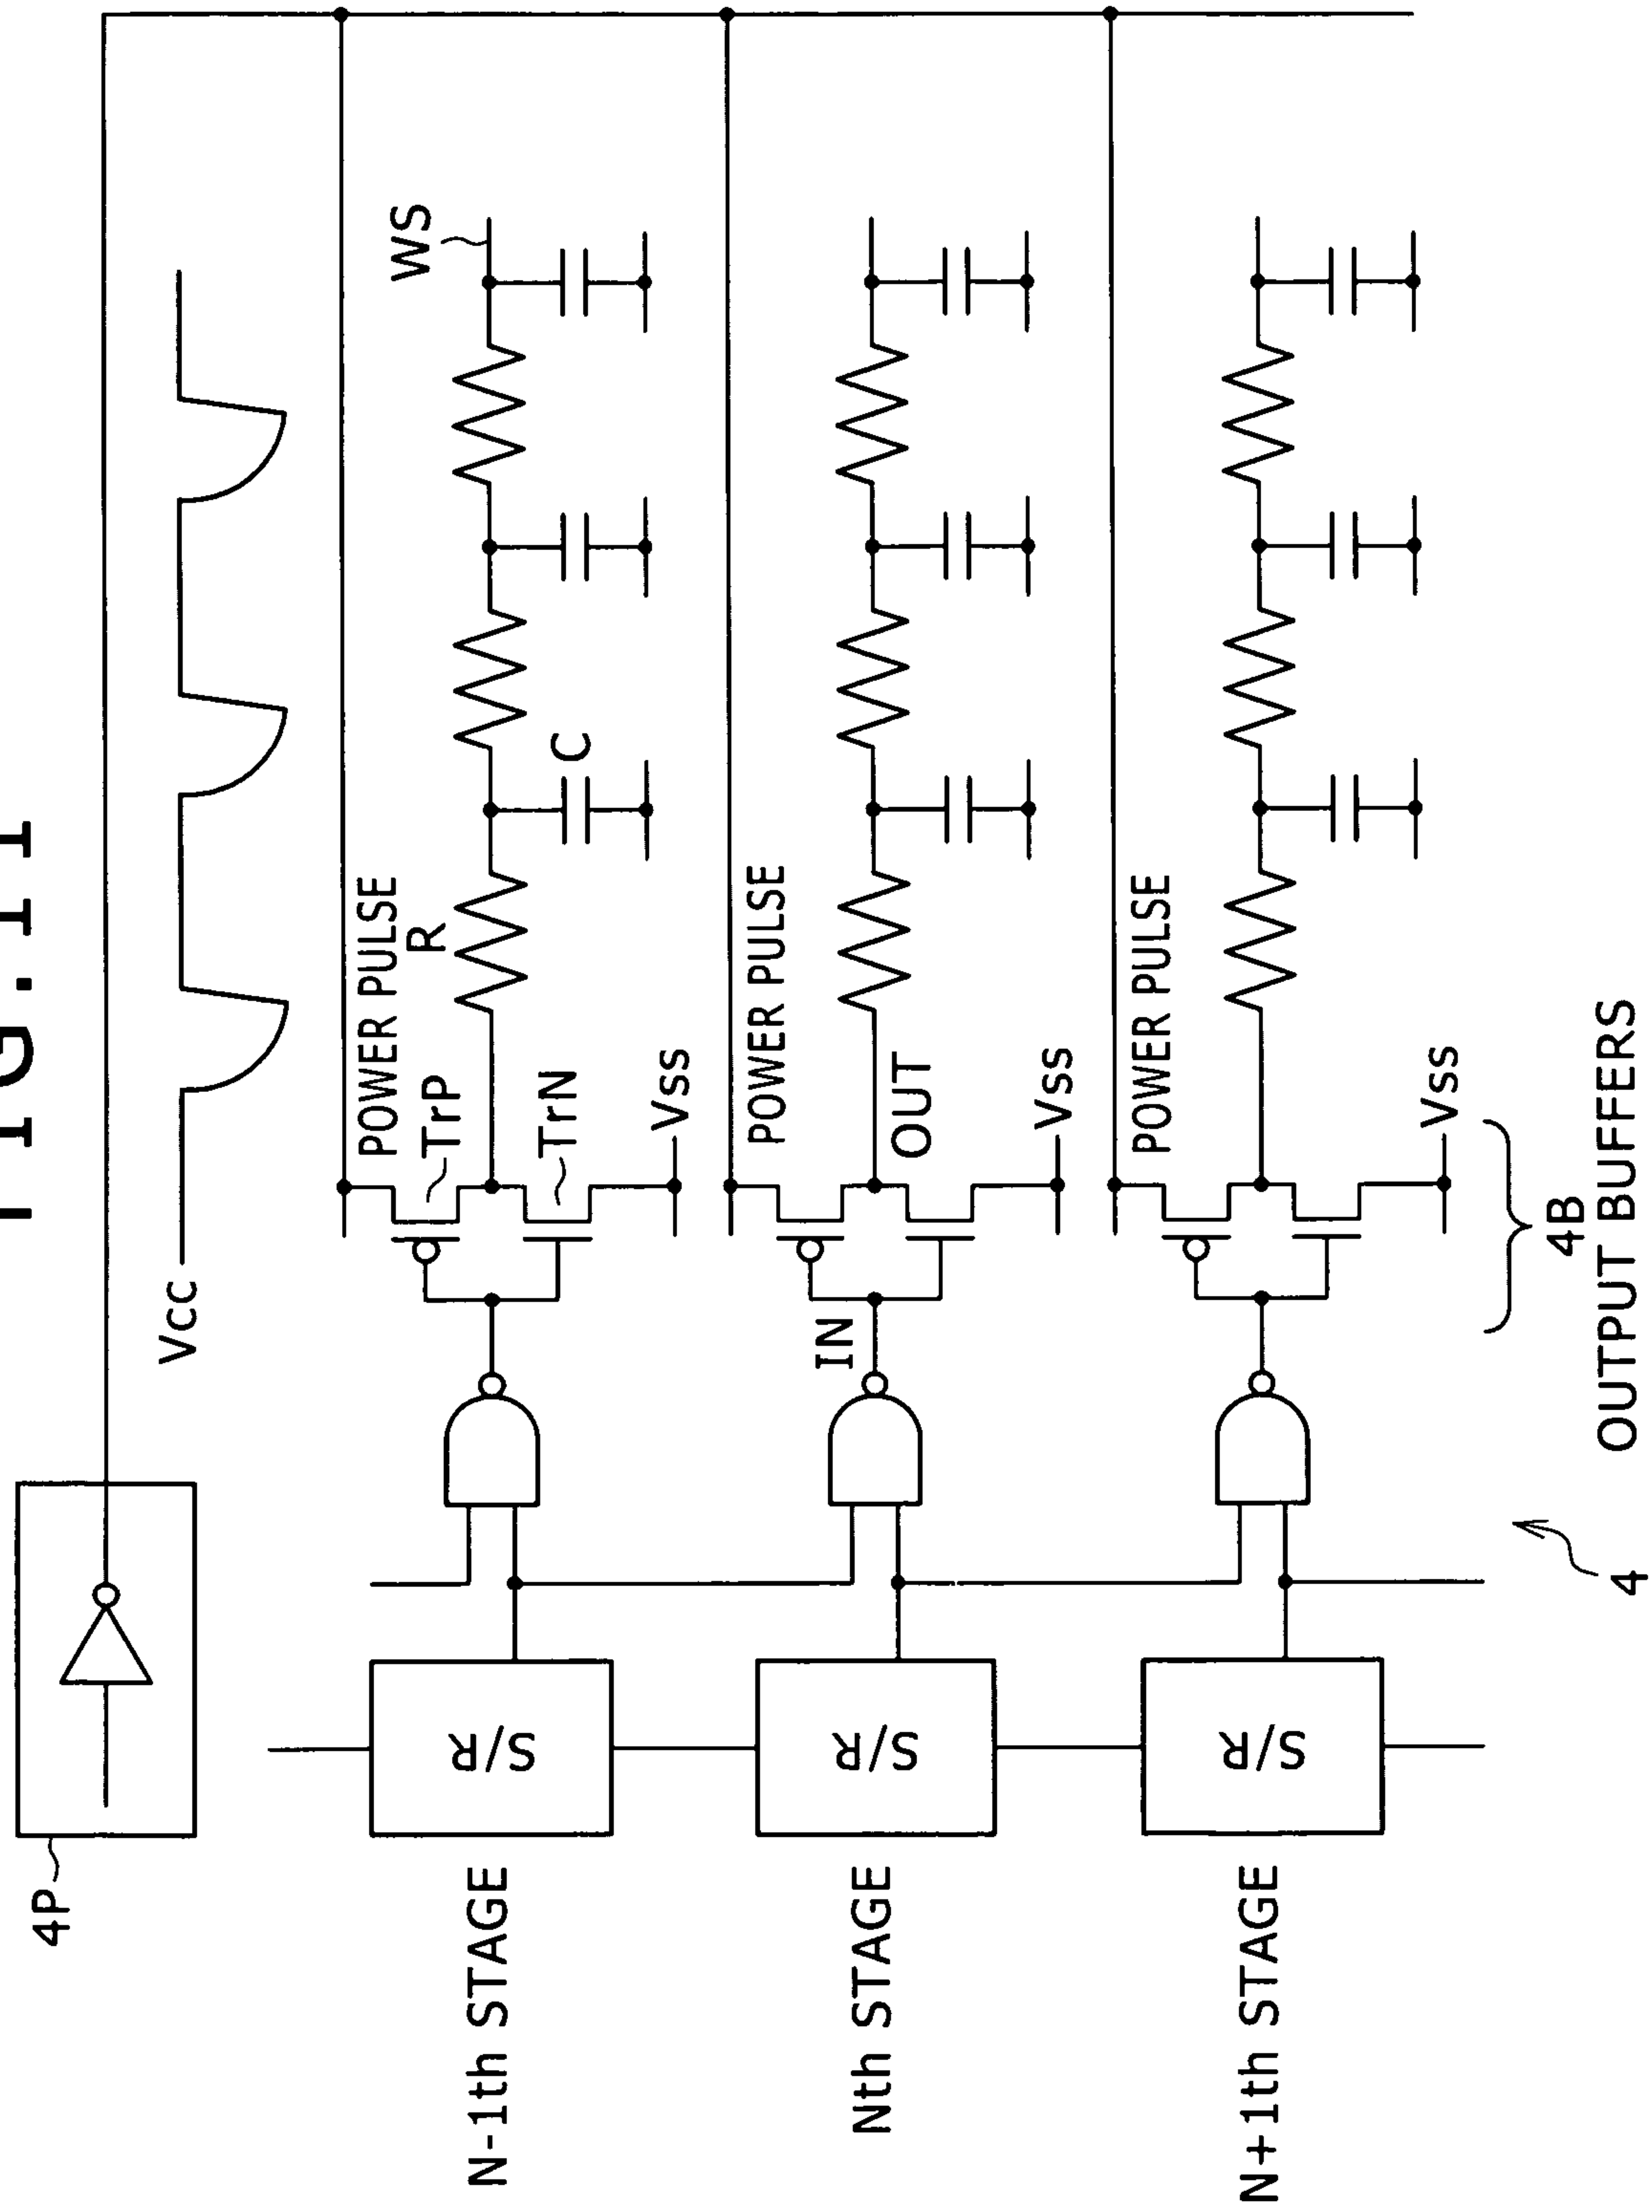 FIG.11
4P
Vcc
POWER PULSE
WS
R
C
TrP
TrN
Vss
S/R
N-1th STAGE
POWER PULSE
IN
OUT
Vss
S/R
Nth STAGE
POWER PULSE
Vss
S/R
N+1th STAGE
4B
OUTPUT BUFFERS
4